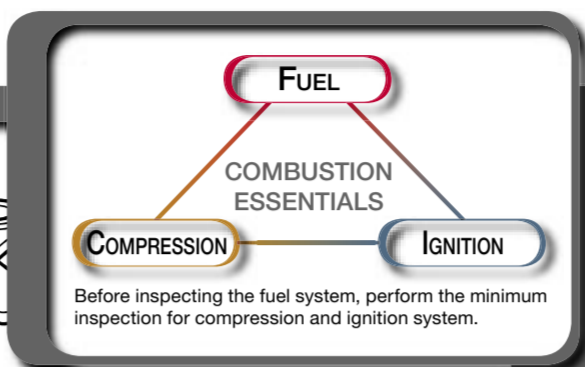 FUEL
COMBUSTION
ESSENTIALS
COMPRESSION
IGNITION
Before inspecting the fuel system, perform the minimum
inspection for compression and ignition system.